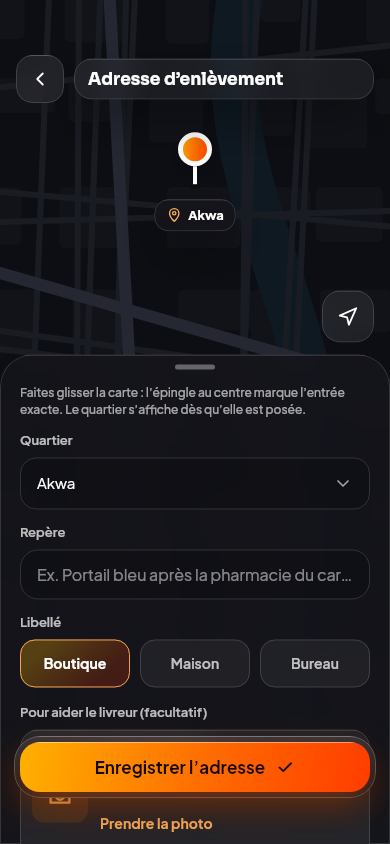 Adresse d’enlèvement
Akwa
Faites glisser la carte : l’épingle au centre marque l’entrée
exacte. Le quartier s’affiche dès qu’elle est posée.
Quartier
Akwa
Repère
Ex. Portail bleu après la pharmacie du car…
Libellé
Boutique
Maison
Bureau
Pour aider le livreur (facultatif)
Enregistrer l’adresse
Prendre la photo